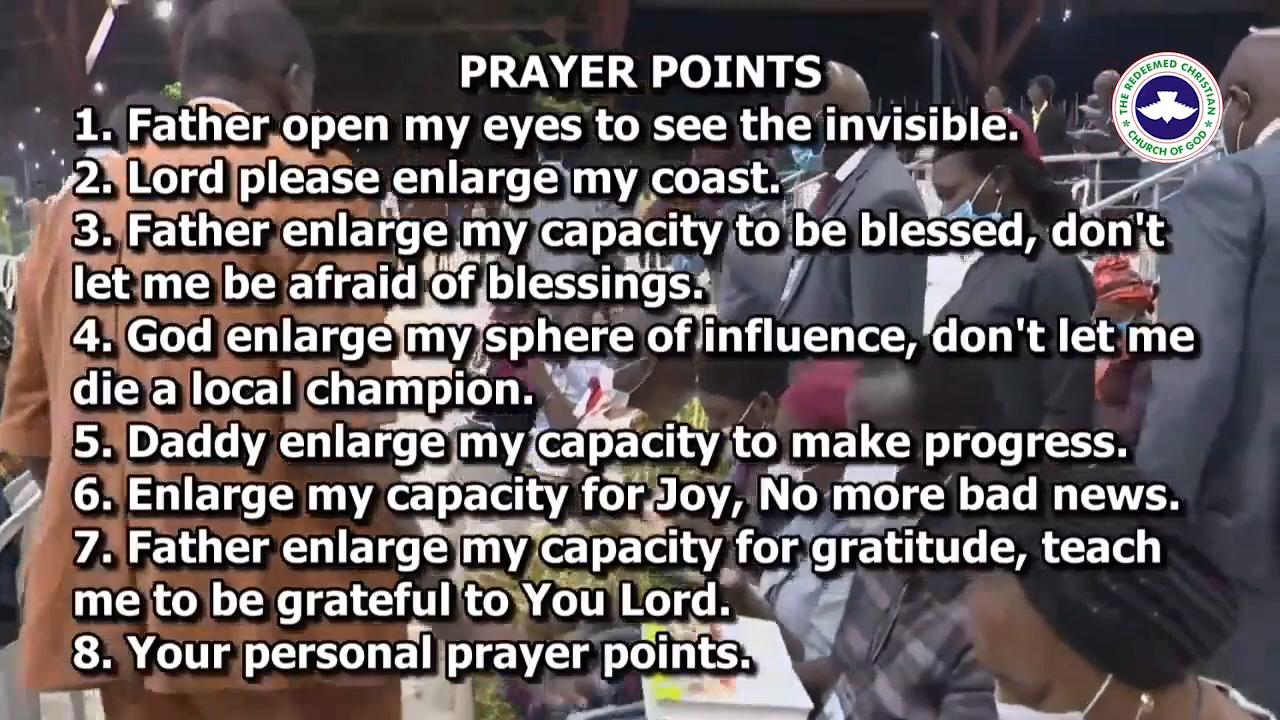 PRAYER POINTS
1. Father open my eyes to see the invisible.
2. Lord please enlarge my coast.
3. Father enlarge my capacity to be blessed, don't
let me be afraid of blessings.
4. God enlarge my sphere of influence, don't let me
die a local champion.
5. Daddy enlarge my capacity to make progress.
6. Enlarge my capacity for Joy, No more bad news.
7. Father enlarge my capacity for gratitude, teach
me to be grateful to You Lord.
8. Your personal prayer points.
THE REDEEMED CHRISTIAN
CHURCH OF GOD